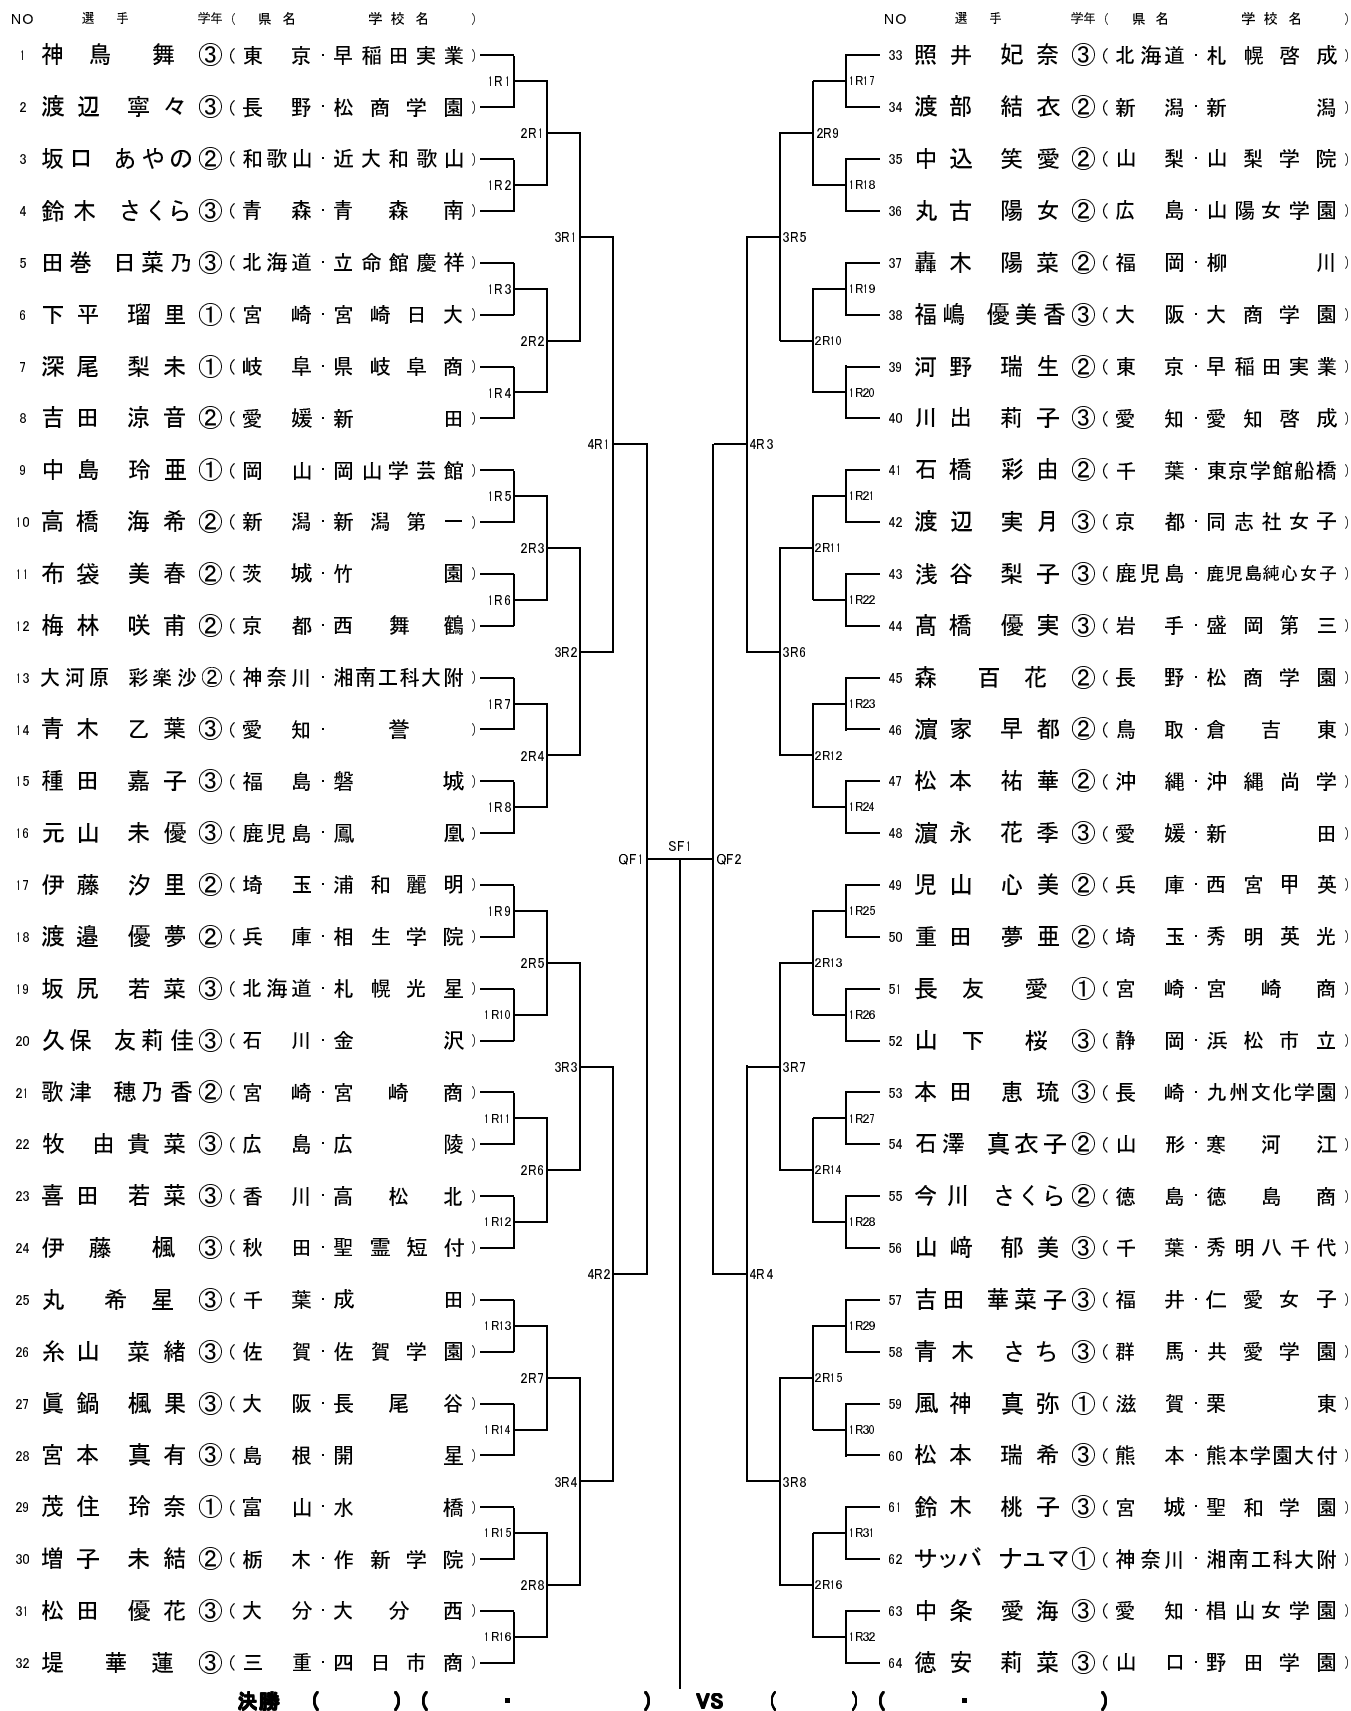 NO 選手 学年 ( 県名 学校名 )
1 神鳥 舞 ③ ( 東京・早稲田実業 )
1R1
2 渡辺 寧々 ③ ( 長野・松商学園 )
2R1
3 坂口 あやの ② ( 和歌山・近大和歌山 )
1R2
4 鈴木 さくら ③ ( 青森・青森南 )
3R1
5 田巻 日菜乃 ③ ( 北海道・立命館慶祥 )
1R3
6 下平 瑠里 ① ( 宮崎・宮崎日大 )
2R2
7 深尾 梨未 ① ( 岐阜・県岐阜商 )
1R4
8 吉田 涼音 ② ( 愛媛・新田 )
4R1
9 中島 玲亜 ① ( 岡山・岡山学芸館 )
1R5
10 高橋 海希 ② ( 新潟・新潟第一 )
2R3
11 布袋 美春 ② ( 茨城・竹園 )
1R6
12 梅林 咲甫 ② ( 京都・西舞鶴 )
3R2
13 大河原 彩楽沙 ② ( 神奈川・湘南工科大附 )
1R7
14 青木 乙葉 ③ ( 愛知・誉 )
2R4
15 種田 嘉子 ③ ( 福島・磐城 )
1R8
16 元山 未優 ③ ( 鹿児島・鳳凰 )
QF1
17 伊藤 汐里 ② ( 埼玉・浦和麗明 )
1R9
18 渡邉 優夢 ② ( 兵庫・相生学院 )
2R5
19 坂尻 若菜 ③ ( 北海道・札幌光星 )
1R10
20 久保 友莉佳 ③ ( 石川・金沢 )
3R3
21 歌津 穂乃香 ② ( 宮崎・宮崎商 )
1R11
22 牧 由貴菜 ③ ( 広島・広陵 )
2R6
23 喜田 若菜 ③ ( 香川・高松北 )
1R12
24 伊藤 楓 ③ ( 秋田・聖霊短付 )
4R2
25 丸 希星 ③ ( 千葉・成田 )
1R13
26 糸山 菜緒 ③ ( 佐賀・佐賀学園 )
2R7
27 眞鍋 楓果 ③ ( 大阪・長尾谷 )
1R14
28 宮本 真有 ③ ( 島根・開星 )
3R4
29 茂住 玲奈 ① ( 富山・水橋 )
1R15
30 増子 未結 ② ( 栃木・作新学院 )
2R8
31 松田 優花 ③ ( 大分・大分西 )
1R16
32 堤 華蓮 ③ ( 三重・四日市商 )
SF1
NO 選手 学年 ( 県名 学校名 )
33 照井 妃奈 ③ ( 北海道・札幌啓成 )
1R17
34 渡部 結衣 ② ( 新潟・新潟 )
2R9
35 中込 笑愛 ② ( 山梨・山梨学院 )
1R18
36 丸古 陽女 ② ( 広島・山陽女学園 )
3R5
37 轟木 陽菜 ② ( 福岡・柳川 )
1R19
38 福嶋 優美香 ③ ( 大阪・大商学園 )
2R10
39 河野 瑞生 ② ( 東京・早稲田実業 )
1R20
40 川出 莉子 ③ ( 愛知・愛知啓成 )
4R3
41 石橋 彩由 ② ( 千葉・東京学館船橋 )
1R21
42 渡辺 実月 ③ ( 京都・同志社女子 )
2R11
43 浅谷 梨子 ③ ( 鹿児島・鹿児島純心女子 )
1R22
44 髙橋 優実 ③ ( 岩手・盛岡第三 )
3R6
45 森 百花 ② ( 長野・松商学園 )
1R23
46 濵家 早都 ② ( 鳥取・倉吉東 )
2R12
47 松本 祐華 ② ( 沖縄・沖縄尚学 )
1R24
48 濵永 花季 ③ ( 愛媛・新田 )
QF2
49 児山 心美 ② ( 兵庫・西宮甲英 )
1R25
50 重田 夢亜 ② ( 埼玉・秀明英光 )
2R13
51 長友 愛 ① ( 宮崎・宮崎商 )
1R26
52 山下 桜 ③ ( 静岡・浜松市立 )
3R7
53 本田 恵琉 ③ ( 長崎・九州文化学園 )
1R27
54 石澤 真衣子 ② ( 山形・寒河江 )
2R14
55 今川 さくら ② ( 徳島・徳島商 )
1R28
56 山﨑 郁美 ③ ( 千葉・秀明八千代 )
4R4
57 吉田 華菜子 ③ ( 福井・仁愛女子 )
1R29
58 青木 さち ③ ( 群馬・共愛学園 )
2R15
59 風神 真弥 ① ( 滋賀・栗東 )
1R30
60 松本 瑞希 ③ ( 熊本・熊本学園大付 )
3R8
61 鈴木 桃子 ③ ( 宮城・聖和学園 )
1R31
62 サッバ ナユマ ① ( 神奈川・湘南工科大附 )
2R16
63 中条 愛海 ③ ( 愛知・椙山女学園 )
1R32
64 徳安 莉菜 ③ ( 山口・野田学園 )
決勝 ( ) ( ・ ) VS ( ) ( ・ )